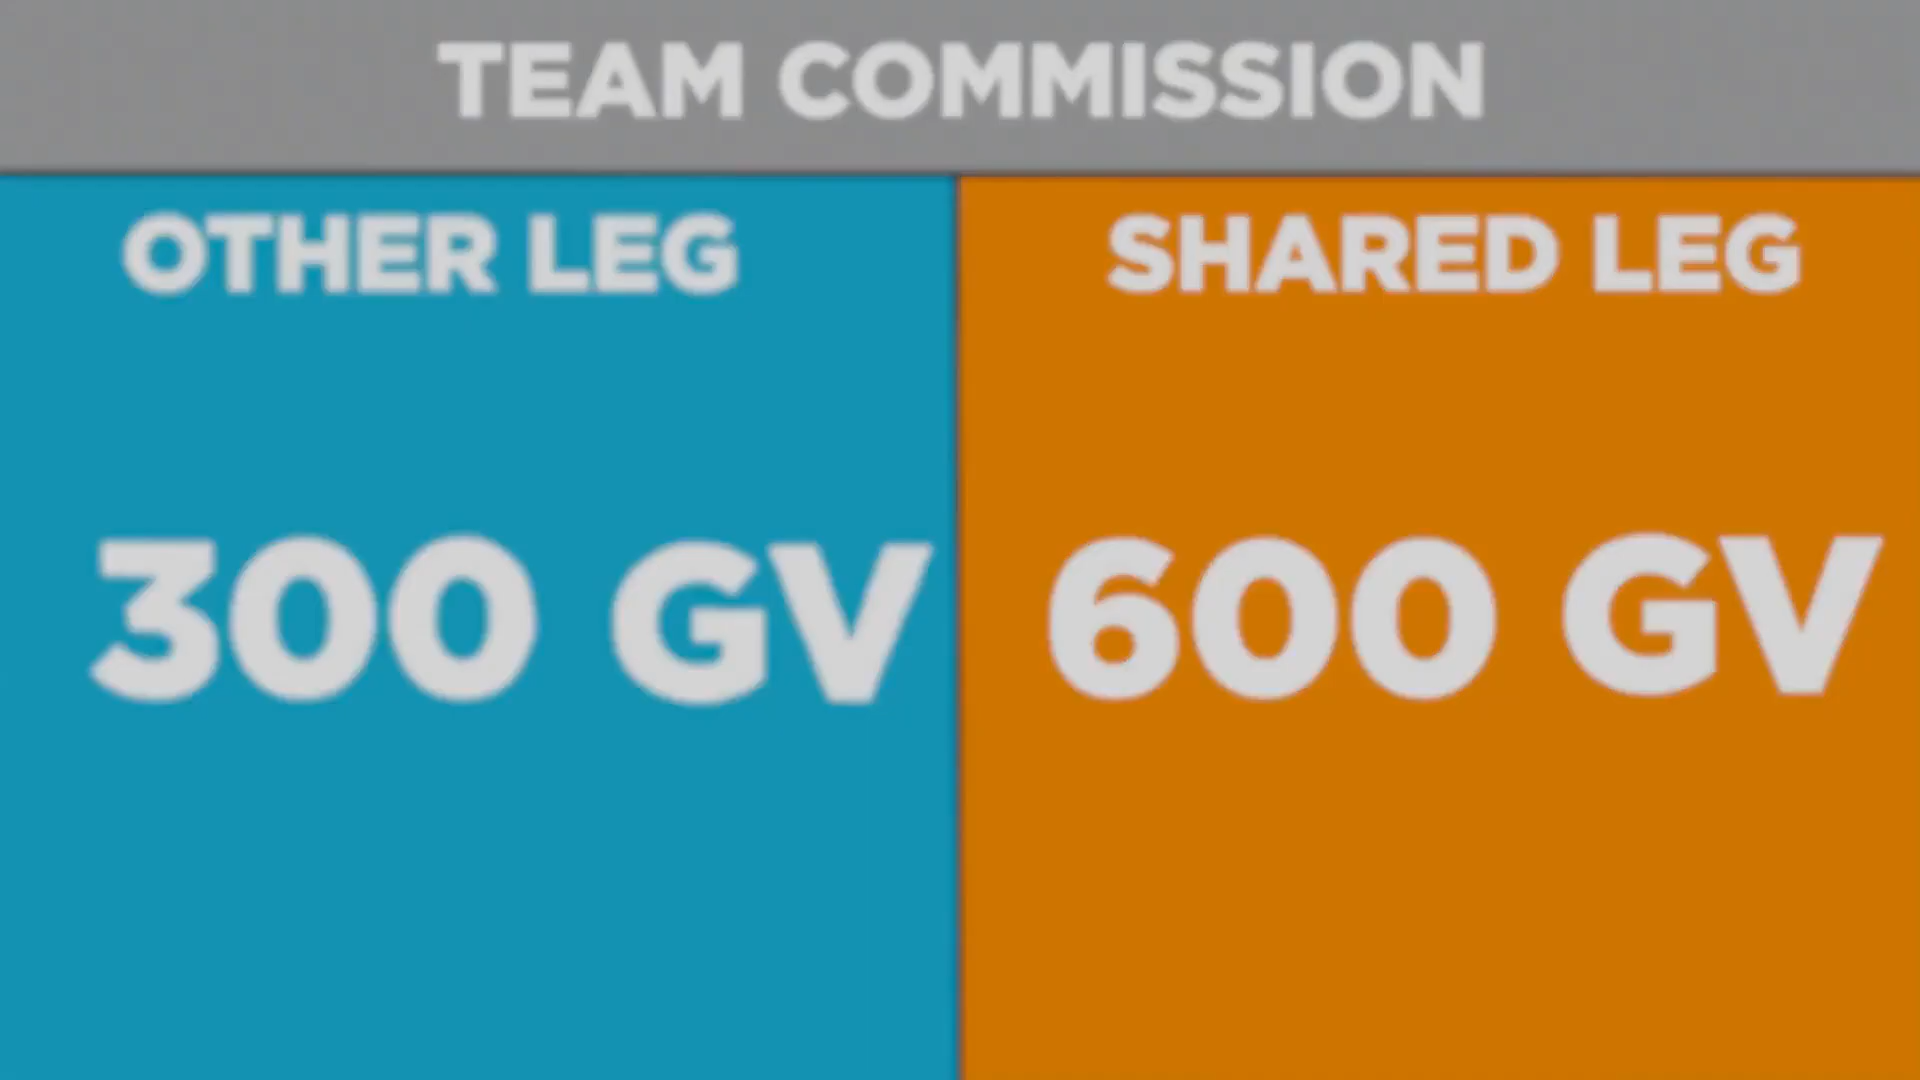 TEAM COMMISSION
OTHER LEG
SHARED LEG
300 GV
600 GV